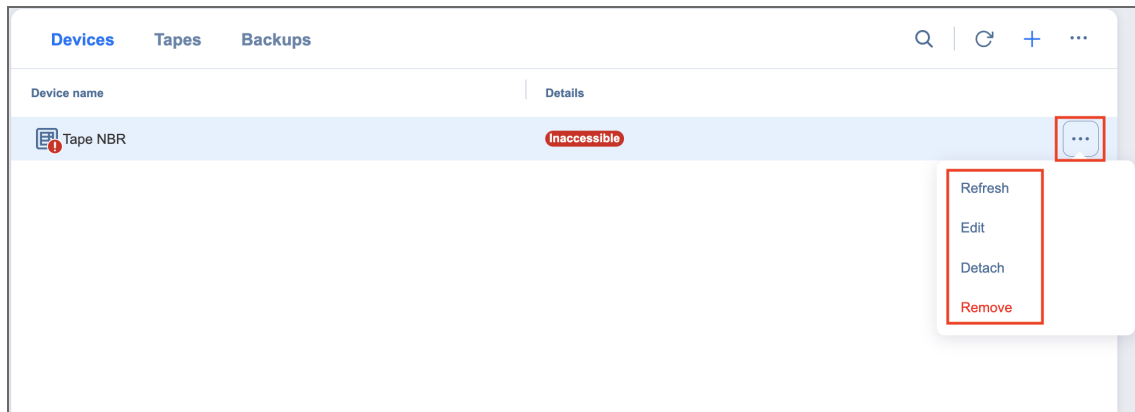 Devices Tapes Backups
Device name Details
Tape NBR Inaccessible
Refresh
Edit
Detach
Remove